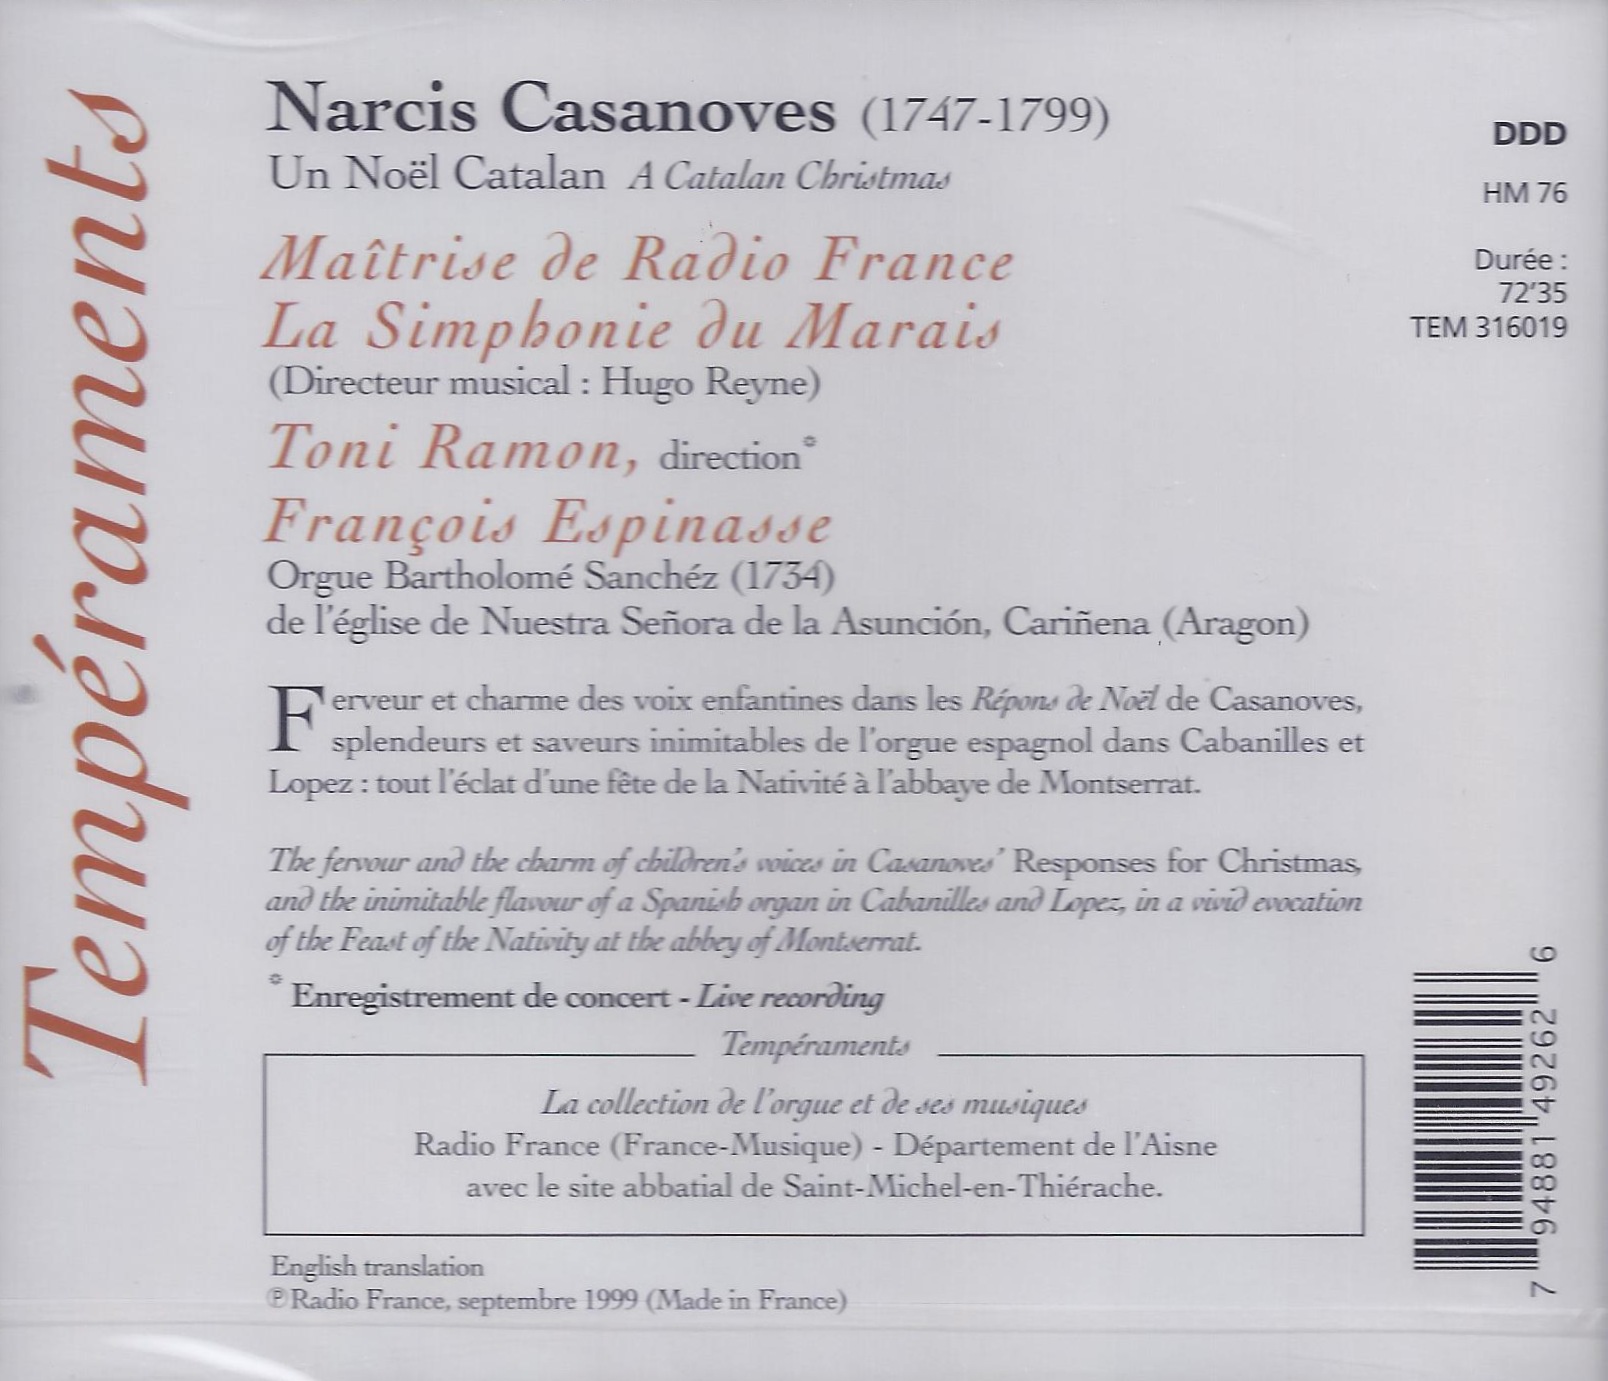 Tempéraments
Narcis Casanoves (1747-1799)
Un Noël Catalan A Catalan Christmas
Maîtrise de Radio France
La Simphonie du Marais
(Directeur musical : Hugo Reyne)
Toni Ramon, direction*
François Espinasse
Orgue Bartholomé Sanchéz (1734)
de l'église de Nuestra Señora de la Asunción, Cariñena (Aragon)
DDD
HM 76
Durée :
72'35
TEM 316019
Ferveur et charme des voix enfantines dans les Répons de Noël de Casanoves,
splendeurs et saveurs inimitables de l'orgue espagnol dans Cabanilles et
Lopez : tout l'éclat d'une fête de la Nativité à l'abbaye de Montserrat.
The fervour and the charm of children's voices in Casanoves' Responses for Christmas,
and the inimitable flavour of a Spanish organ in Cabanilles and Lopez, in a vivid evocation
of the Feast of the Nativity at the abbey of Montserrat.
* Enregistrement de concert - Live recording
Tempéraments
La collection de l'orgue et de ses musiques
Radio France (France-Musique) - Département de l'Aisne
avec le site abbatial de Saint-Michel-en-Thiérache.
English translation
℗ Radio France, septembre 1999 (Made in France)
7 94881 49262 6